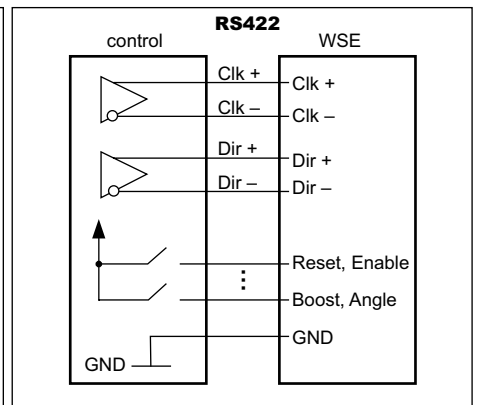 RS422
control WSE
Clk + Clk +
Clk – Clk –
Dir + Dir +
Dir – Dir –
Reset, Enable
Boost, Angle
GND
GND